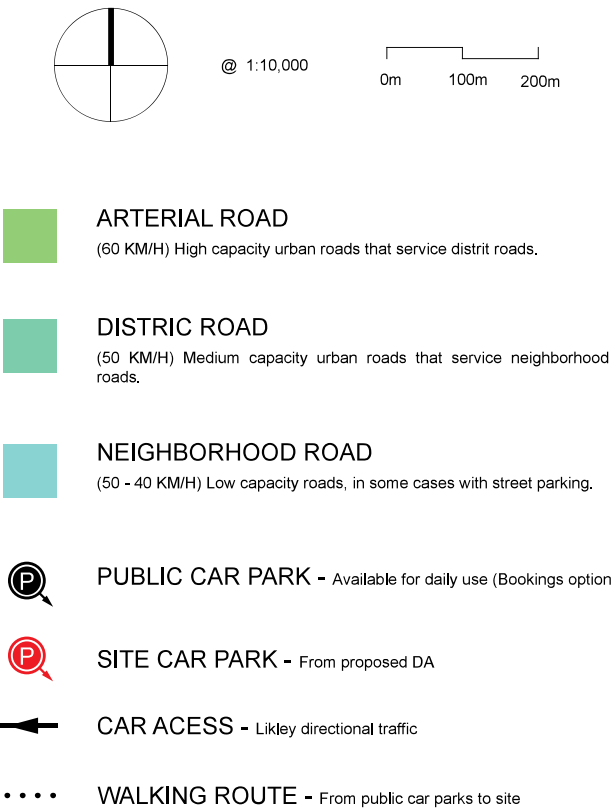 @ 1:10,000
0m 100m 200m
ARTERIAL ROAD
(60 KM/H) High capacity urban roads that service distrit roads.
DISTRIC ROAD
(50 KM/H) Medium capacity urban roads that service neighborhood
roads.
NEIGHBORHOOD ROAD
(50 - 40 KM/H) Low capacity roads, in some cases with street parking.
P PUBLIC CAR PARK - Available for daily use (Bookings option
P SITE CAR PARK - From proposed DA
CAR ACESS - Likley directional traffic
WALKING ROUTE - From public car parks to site